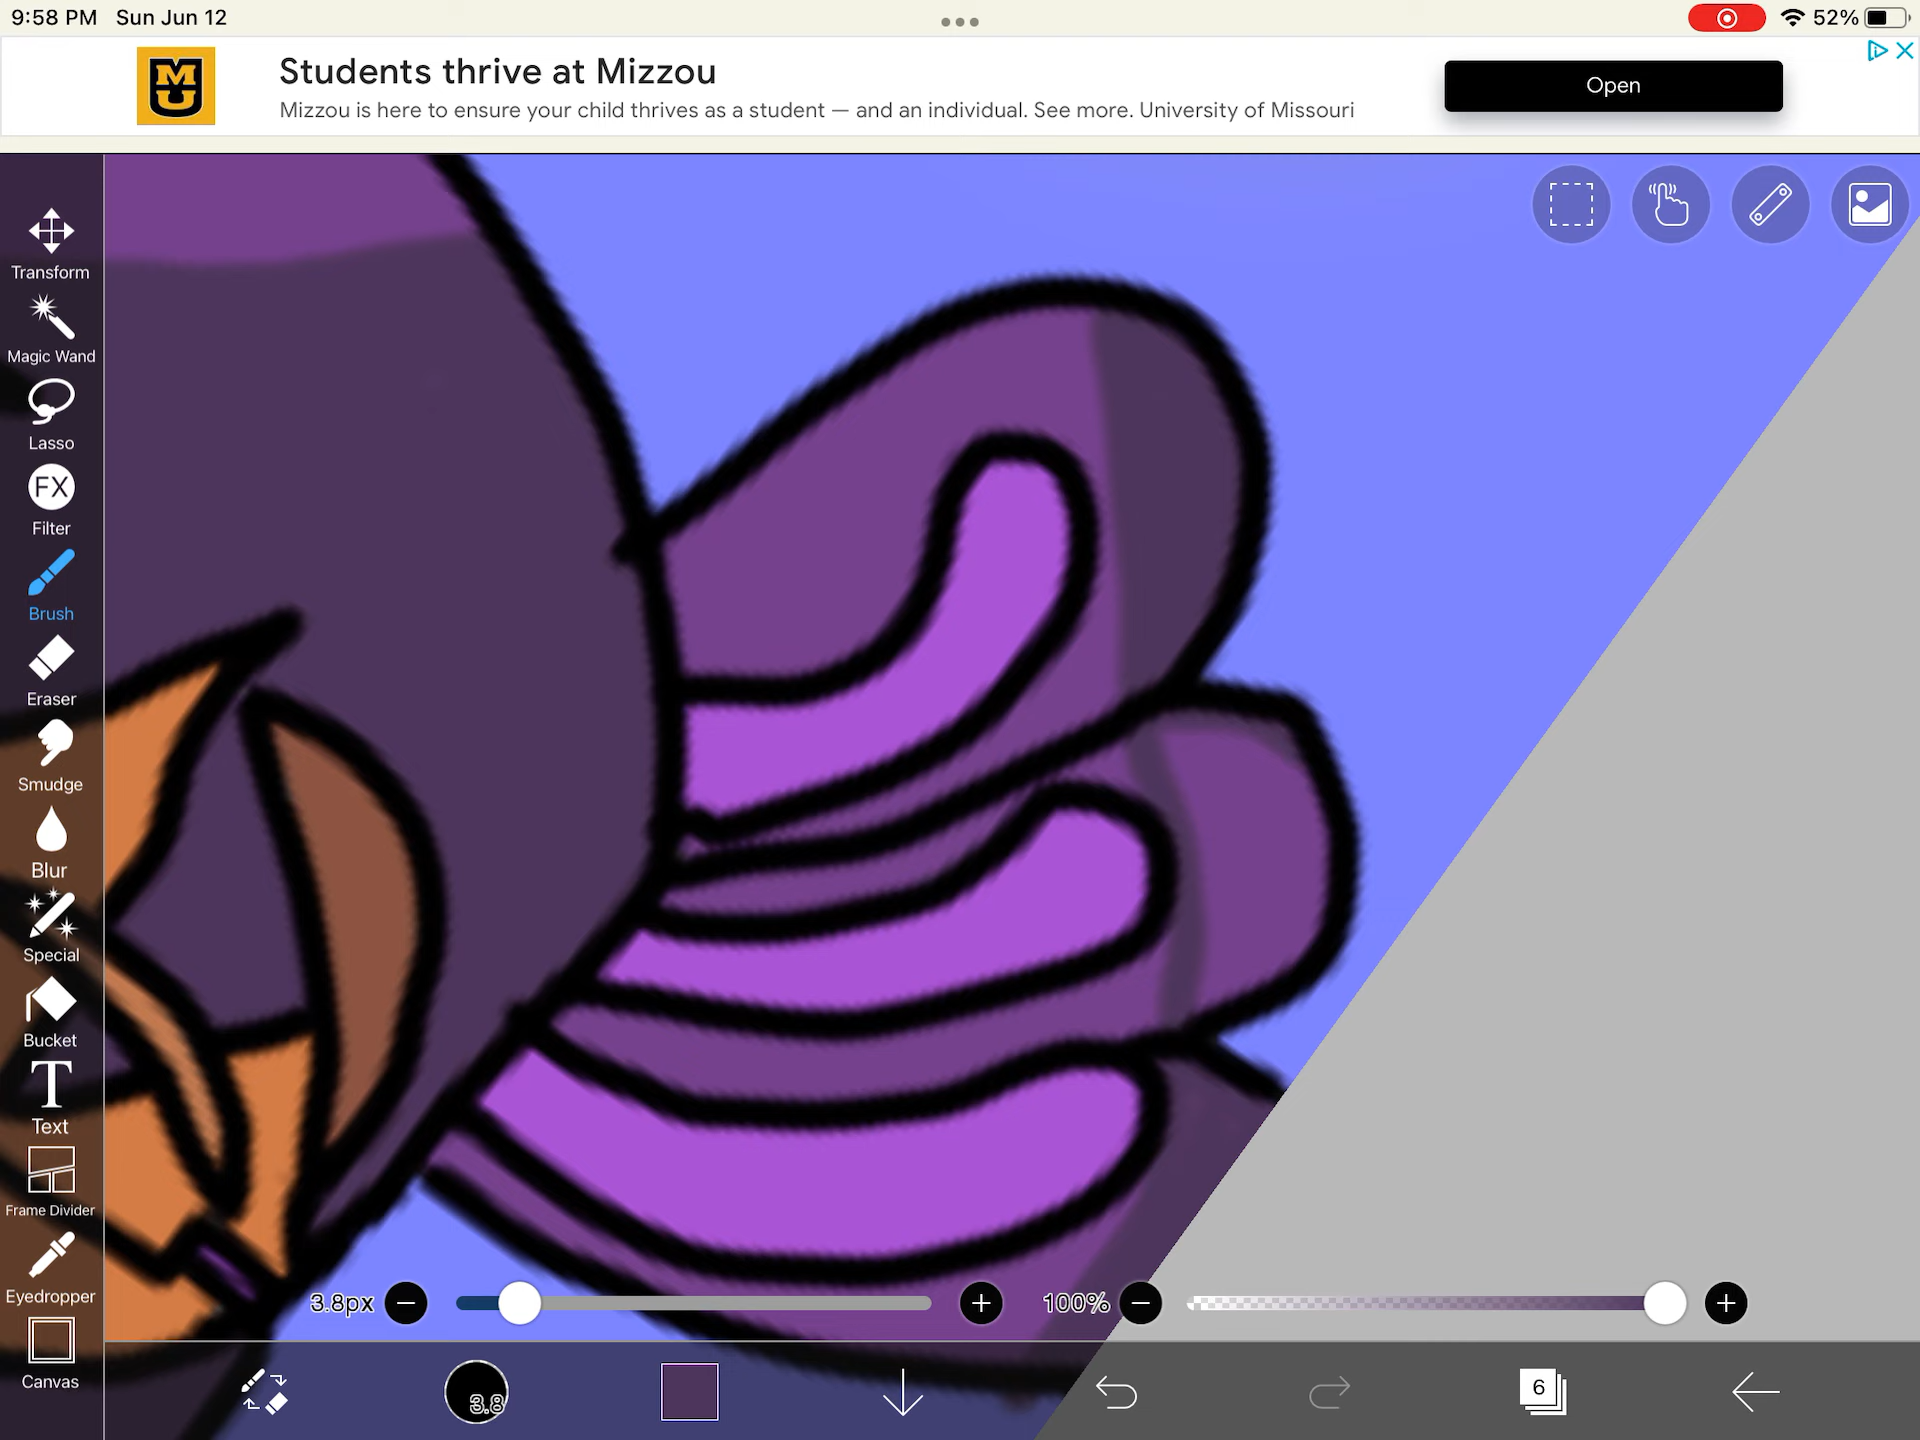 9:58 PM Sun Jun 12
52%
MU
Students thrive at Mizzou
Mizzou is here to ensure your child thrives as a student — and an individual. See more. University of Missouri
Open
Transform
Magic Wand
Lasso
FX
Filter
Brush
Eraser
Smudge
Blur
Special
Bucket
T
Text
Frame Divider
Eyedropper
Canvas
3.8px
100%
3.8
6